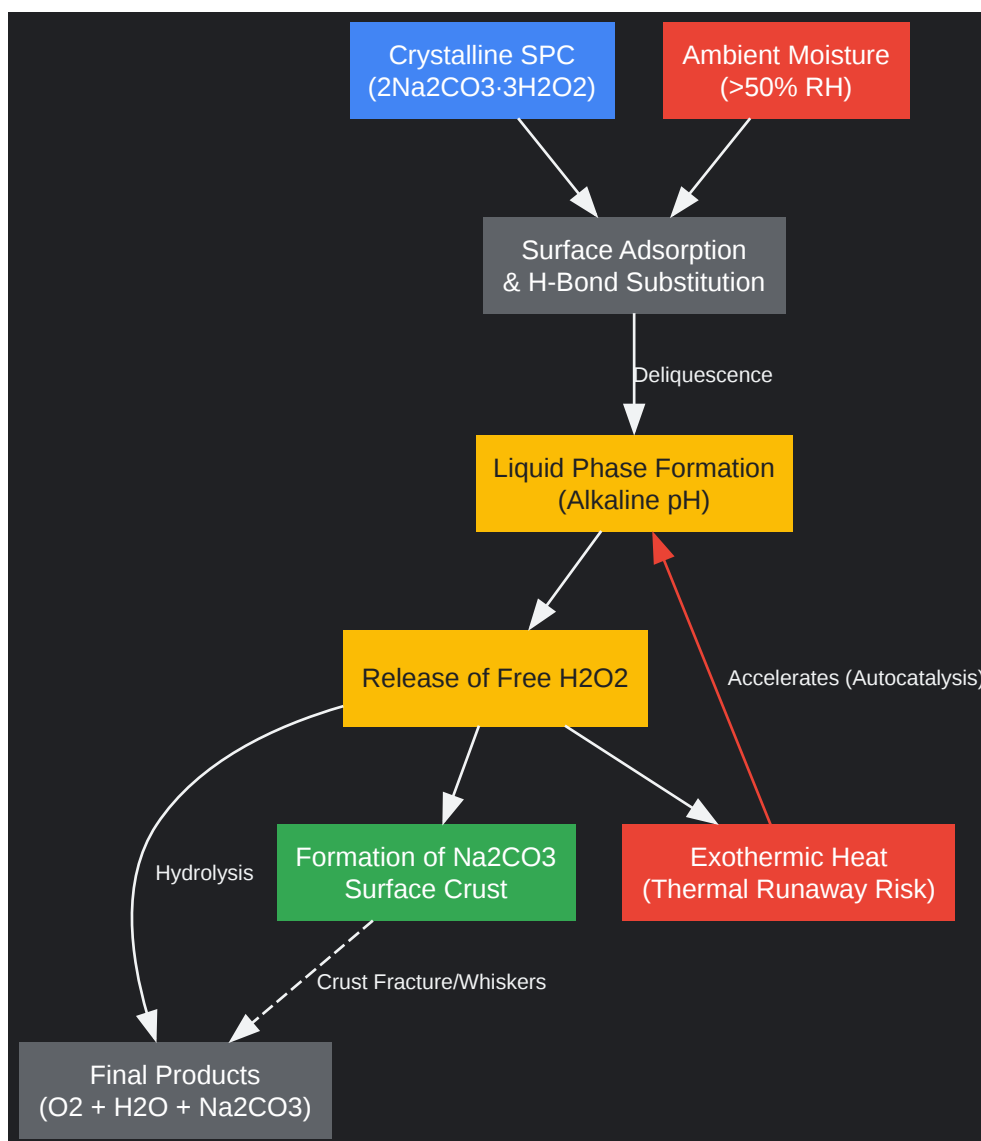 Crystalline SPC
(2Na2CO3·3H2O2)
Ambient Moisture
(>50% RH)
Surface Adsorption
& H-Bond Substitution
Deliquescence
Liquid Phase Formation
(Alkaline pH)
Release of Free H2O2
Accelerates (Autocatalysis)
Formation of Na2CO3
Surface Crust
Exothermic Heat
(Thermal Runaway Risk)
Hydrolysis
Crust Fracture/Whiskers
Final Products
(O2 + H2O + Na2CO3)